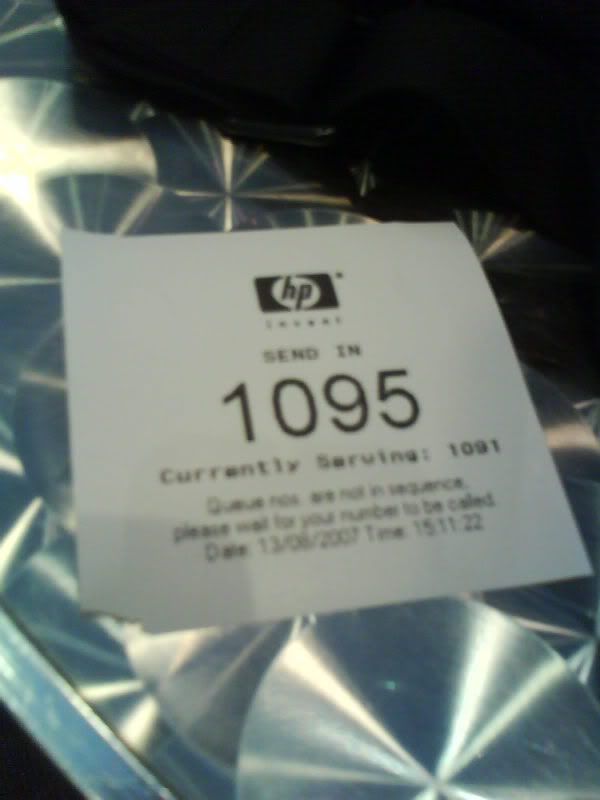 hp
invent
SEND IN
1095
Currently Serving: 1091
Queue nos. are not in sequence,
please wait for your number to be called.
Date: 13/08/2007 Time: 15:11:22